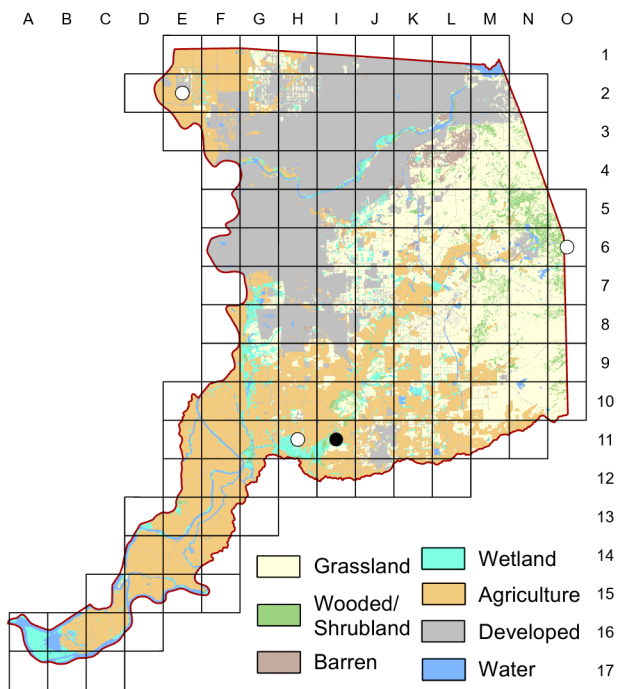 A B C D E F G H I J K L M N O
1
2
3
4
5
6
7
8
9
10
11
12
13
14
15
16
17
Grassland
Wooded/
Shrubland
Barren
Wetland
Agriculture
Developed
Water